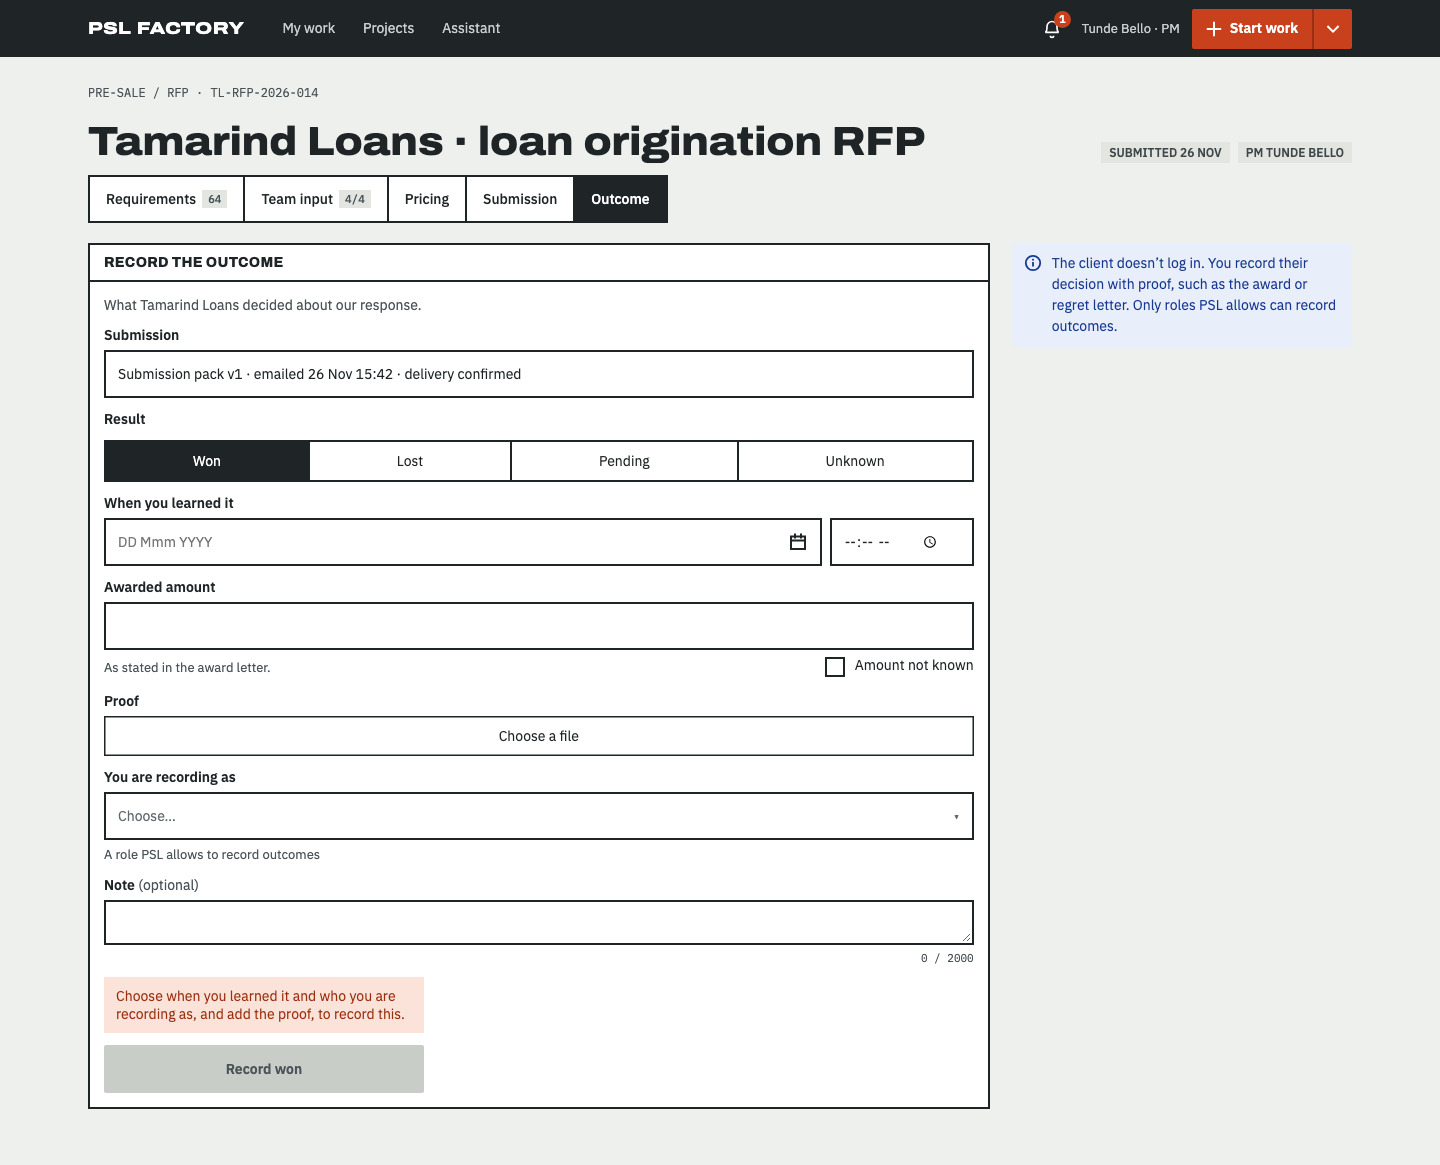 PSL FACTORY
My work
Projects
Assistant
1
Tunde Bello · PM
Start work
PRE-SALE / RFP · TL-RFP-2026-014
Tamarind Loans · loan origination RFP
SUBMITTED 26 NOV
PM TUNDE BELLO
Requirements 64
Team input 4/4
Pricing
Submission
Outcome
RECORD THE OUTCOME
What Tamarind Loans decided about our response.
Submission
Submission pack v1 · emailed 26 Nov 15:42 · delivery confirmed
Result
Won
Lost
Pending
Unknown
When you learned it
DD Mmm YYYY
--:-- --
Awarded amount
As stated in the award letter.
Amount not known
Proof
Choose a file
You are recording as
Choose...
A role PSL allows to record outcomes
Note (optional)
0 / 2000
Choose when you learned it and who you are
recording as, and add the proof, to record this.
Record won
The client doesn’t log in. You record their
decision with proof, such as the award or
regret letter. Only roles PSL allows can record
outcomes.